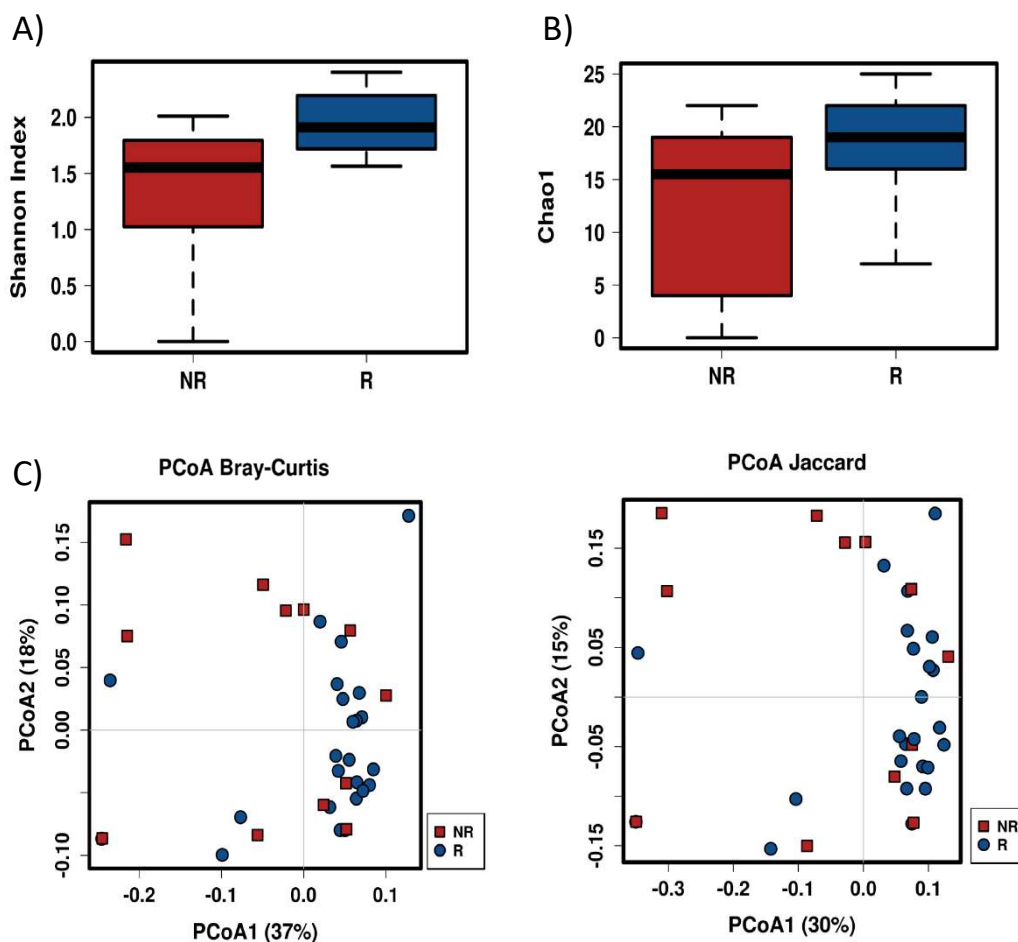 A)
Shannon Index
2.0
1.5
1.0
0.5
0.0
NR
R
B)
Chao1
25
20
15
10
5
0
NR
R
C)
PCoA Bray-Curtis
PCoA2 (18%)
0.15
0.10
0.05
0.00
-0.10
-0.2
-0.1
0.0
0.1
PCoA1 (37%)
NR
R
PCoA Jaccard
PCoA2 (15%)
0.15
0.05
-0.05
-0.15
-0.3
-0.2
-0.1
0.0
0.1
PCoA1 (30%)
NR
R